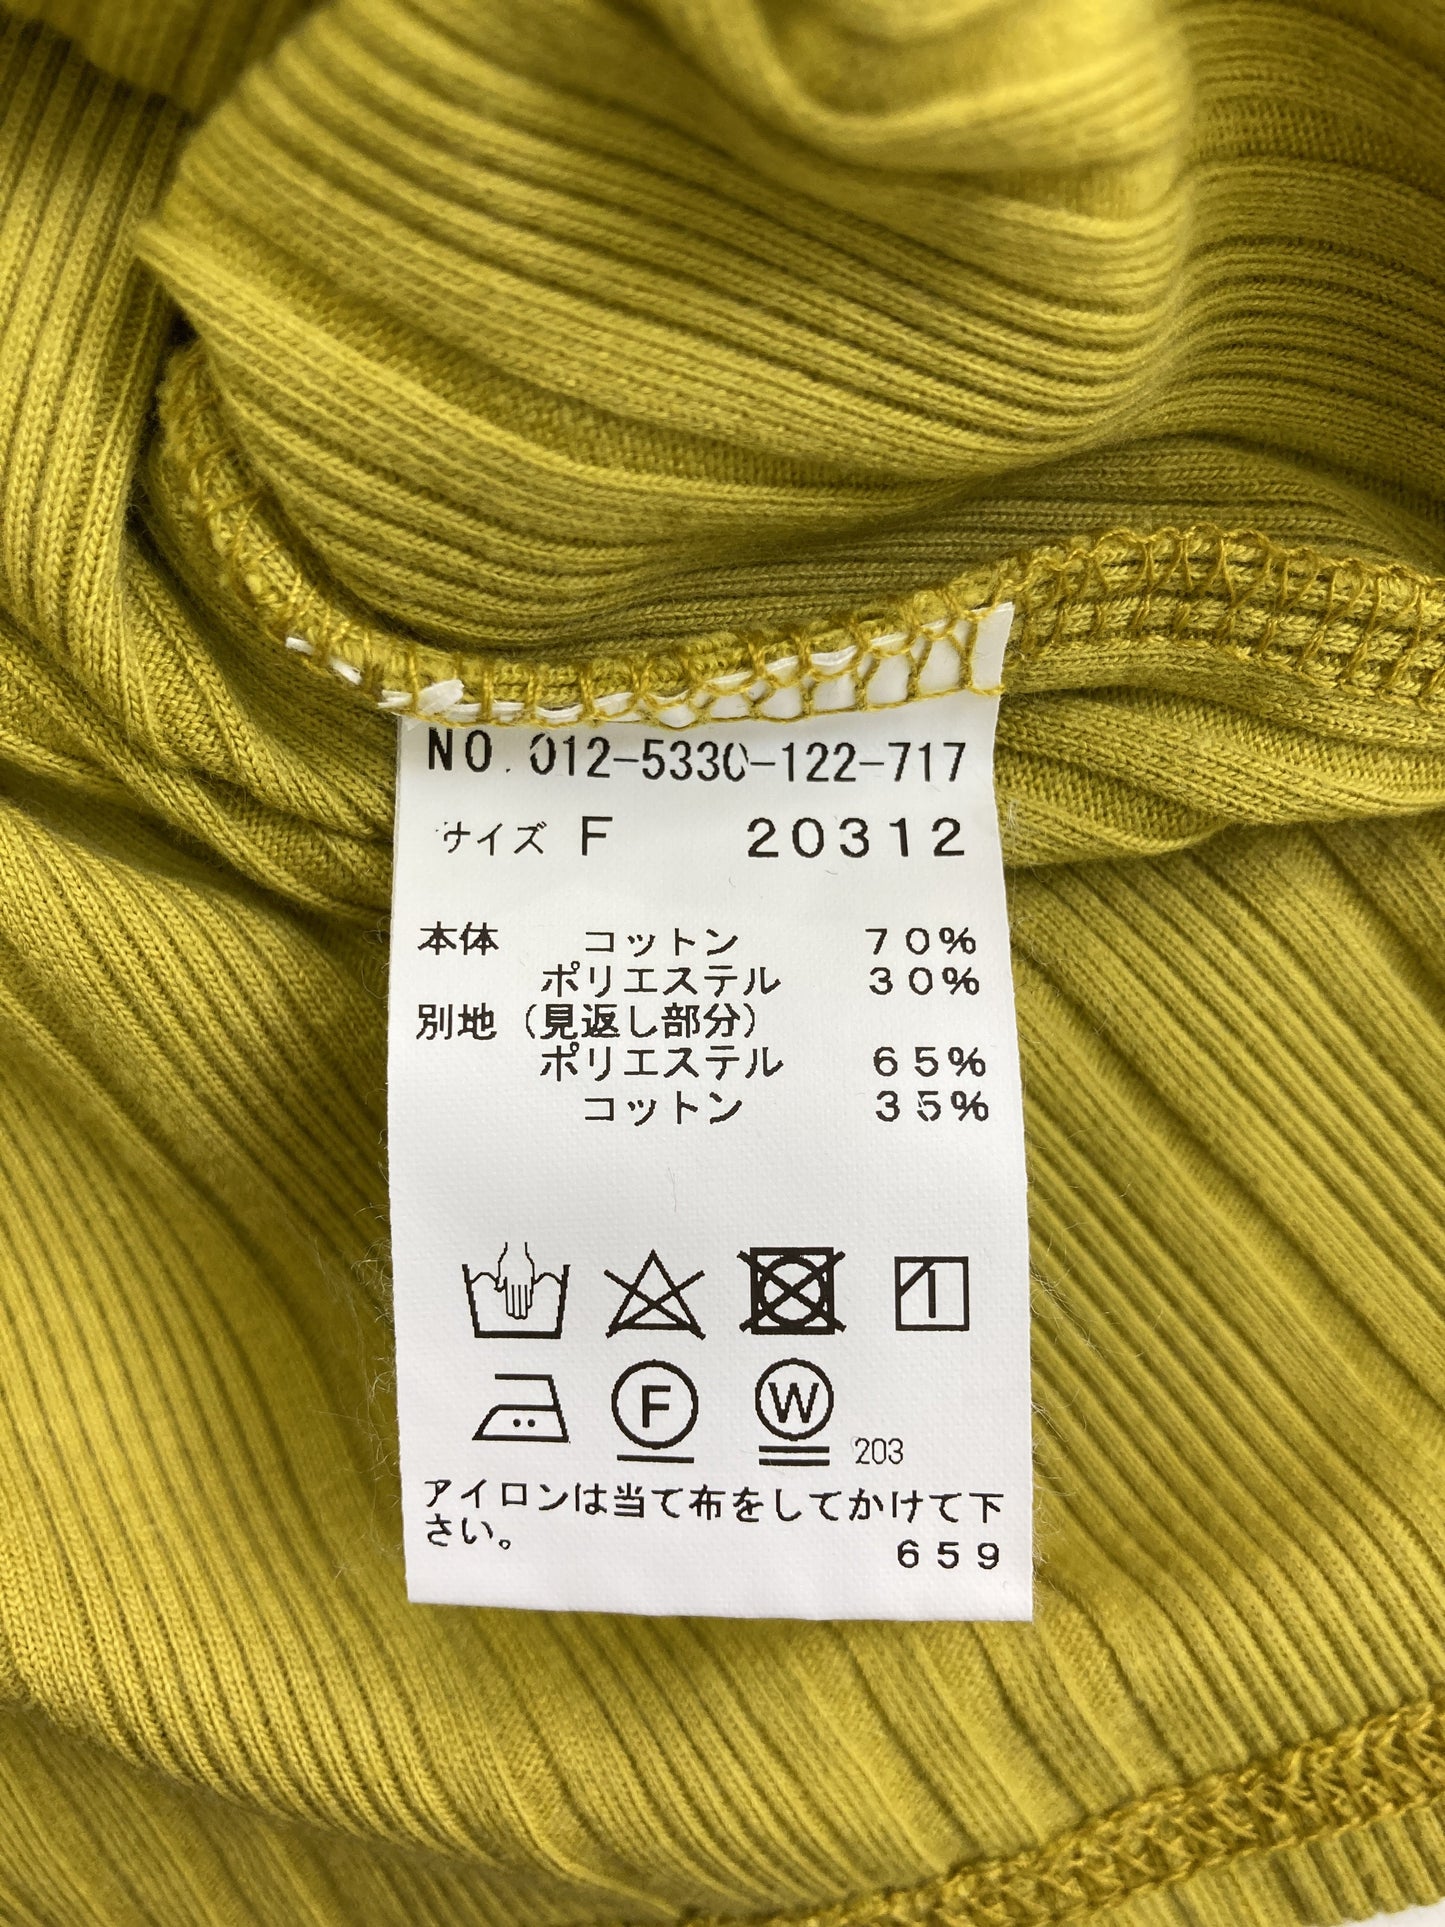 NO.012-5330-122-717
サイズ F 20312
本体 コットン 70%
ポリエステル 30%
別地(見返し部分)
ポリエステル 65%
コットン 35%
1
F W 203
アイロンは当て布をしてかけて下
さい。
659